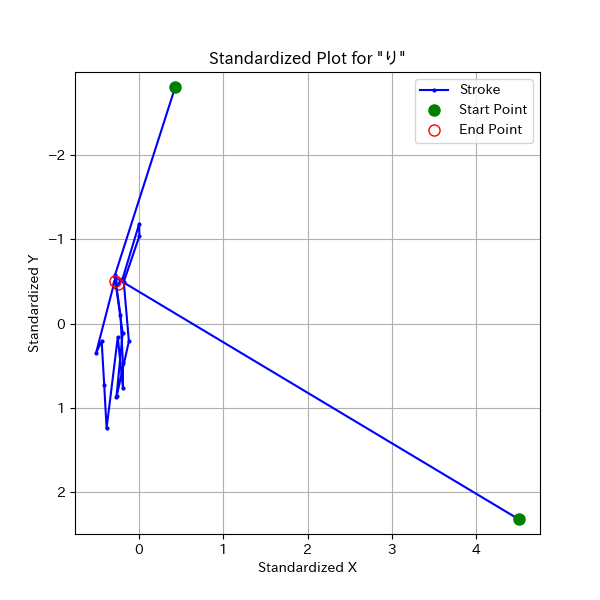 Standardized Plot for "り"
Stroke
Start Point
End Point
−2
−1
0
1
2
Standardized Y
0
1
2
3
4
Standardized X